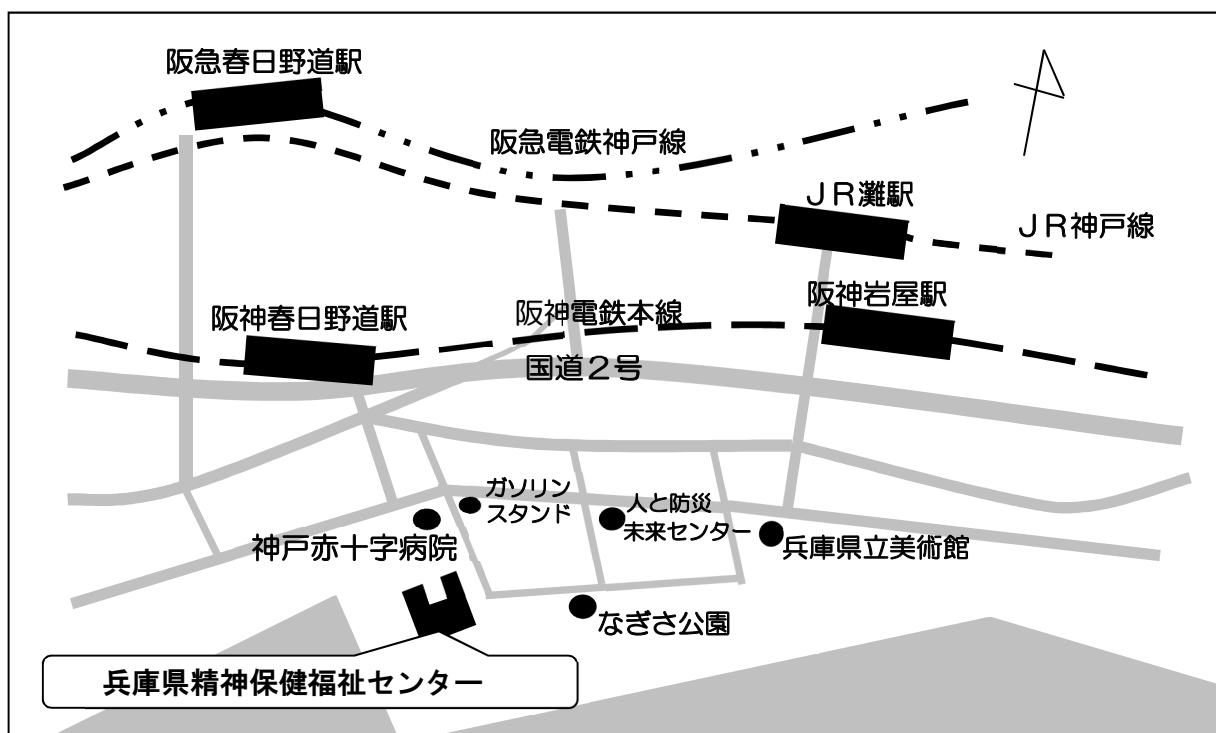 阪急春日野道駅
阪急電鉄神戸線
ＪＲ灘駅
ＪＲ神戸線
阪神岩屋駅
阪神春日野道駅
阪神電鉄本線
国道２号
ガソリン
スタンド
人と防災
未来センター
神戸赤十字病院
兵庫県立美術館
なぎさ公園
兵庫県精神保健福祉センター